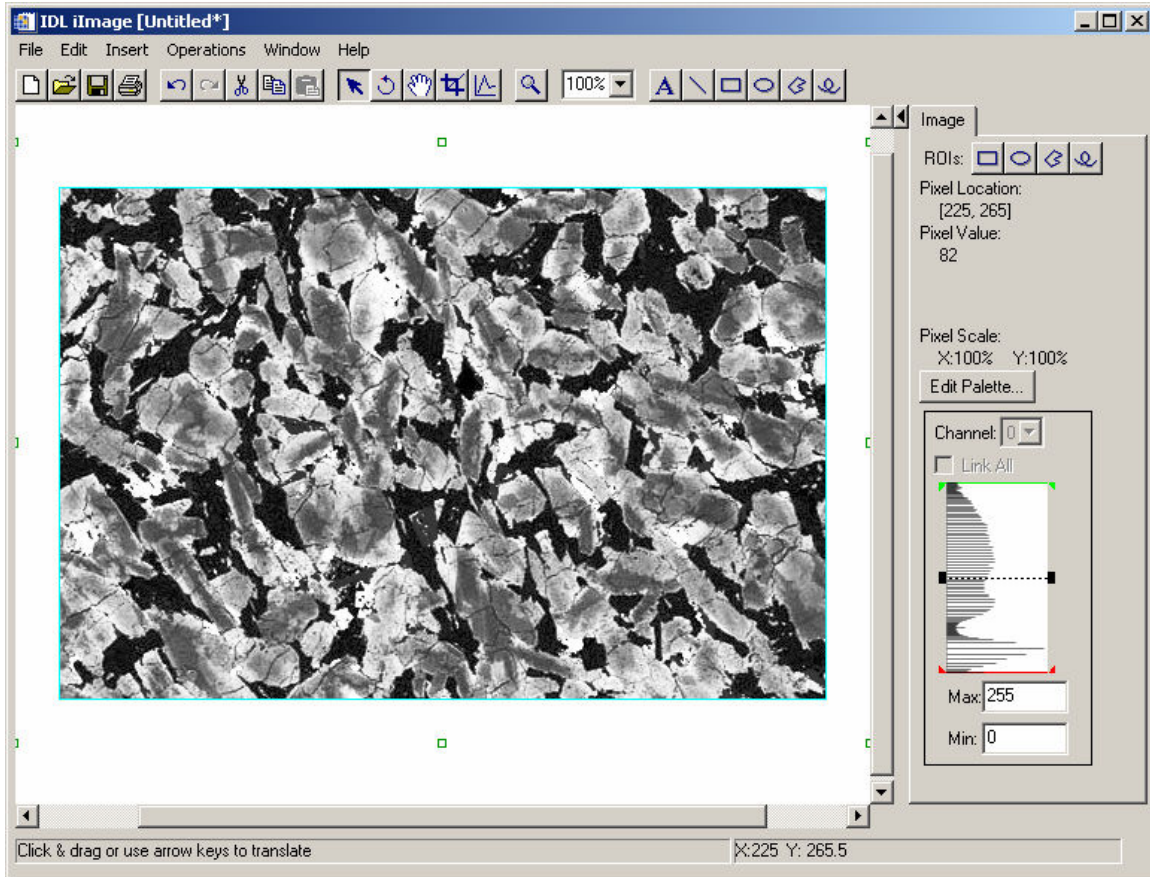 IDL iImage [Untitled*]
File Edit Insert Operations Window Help
100% A
Image
ROIs:
Pixel Location:
[225, 265]
Pixel Value:
82
Pixel Scale:
X:100% Y:100%
Edit Palette...
Channel: 0
Link All
Max: 255
Min: 0
Click & drag or use arrow keys to translate X:225 Y: 265.5